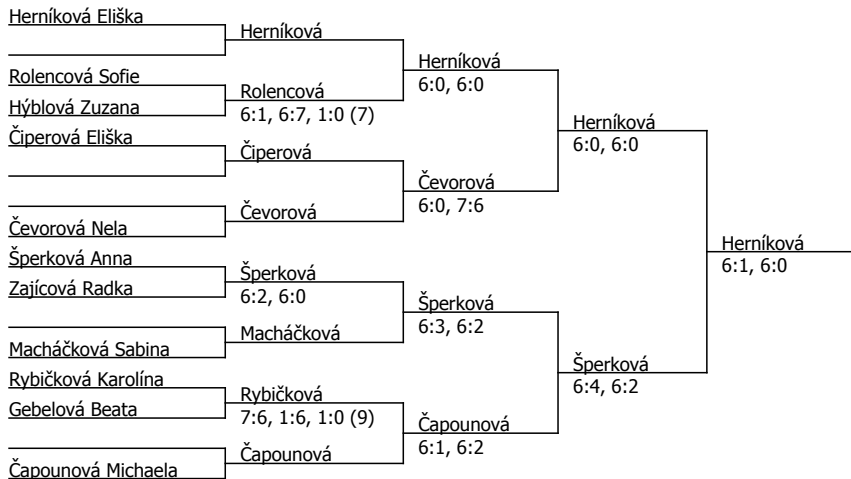 Herníková Eliška
Herníková
Herníková
6:0, 6:0
Rolencová Sofie
Rolencová
6:1, 6:7, 1:0 (7)
Hýblová Zuzana
Herníková
6:0, 6:0
Čiperová Eliška
Čiperová
Čevorová
6:0, 7:6
Čevorová
Čevorová Nela
Herníková
6:1, 6:0
Šperková Anna
Šperková
6:2, 6:0
Zajícová Radka
Šperková
6:3, 6:2
Macháčková
Macháčková Sabina
Šperková
6:4, 6:2
Rybičková Karolína
Rybičková
7:6, 1:6, 1:0 (9)
Gebelová Beata
Čapounová
6:1, 6:2
Čapounová
Čapounová Michaela